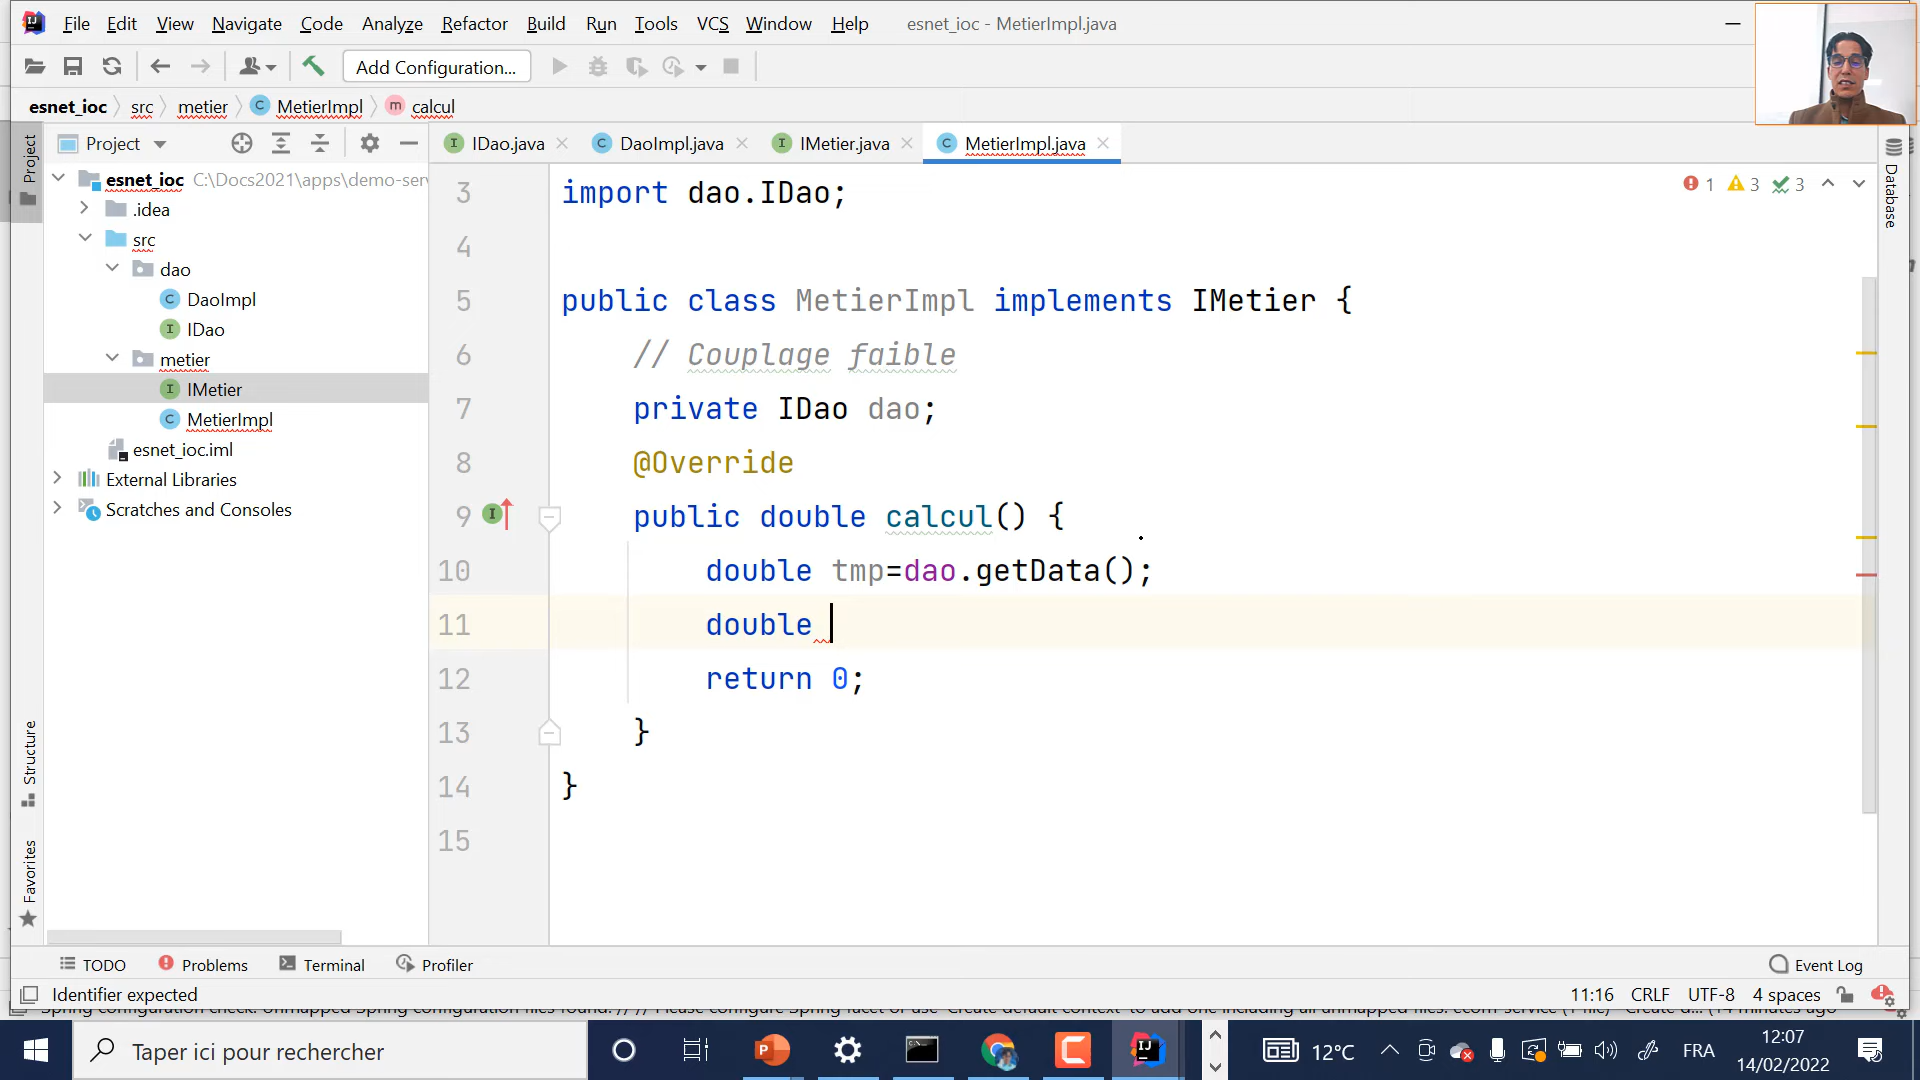 File Edit View Navigate Code Analyze Refactor Build Run Tools VCS Window Help esnet_ioc - MetierImpl.java
Add Configuration...
esnet_ioc src metier MetierImpl calcul
Project
Project
IDao.java DaoImpl.java IMetier.java MetierImpl.java
Database
esnet_ioc C:\Docs2021\apps\demo-ser
.idea
src
dao
DaoImpl
IDao
metier
IMetier
MetierImpl
esnet_ioc.iml
External Libraries
Scratches and Consoles
1 3 3
3 import dao.IDao;
4
5 public class MetierImpl implements IMetier {
6 // Couplage faible
7 private IDao dao;
8 @Override
9 public double calcul() {
10 double tmp=dao.getData();
11 double
12 return 0;
13 }
14 }
15
Structure
Favorites
TODO Problems Terminal Profiler Event Log
Identifier expected 11:16 CRLF UTF-8 4 spaces
Taper ici pour rechercher
12°C FRA 12:07
14/02/2022